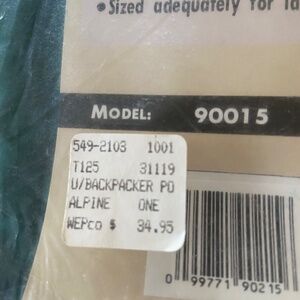 • Sized adequately for
MODEL: 90015
549-2103 1001
T125 31119
U/BACKPACKER PO
ALPINE ONE
WEPco $ 34.95
0 99771 90215